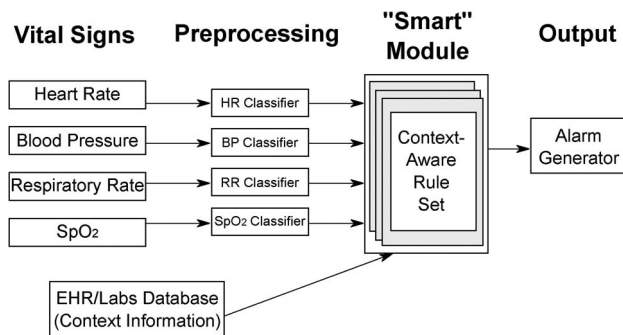 Vital Signs
Preprocessing
"Smart"
Module
Output
Heart Rate
HR Classifier
Blood Pressure
BP Classifier
Respiratory Rate
RR Classifier
SpO₂
SpO₂ Classifier
Context-
Aware
Rule
Set
Alarm
Generator
EHR/Labs Database
(Context Information)